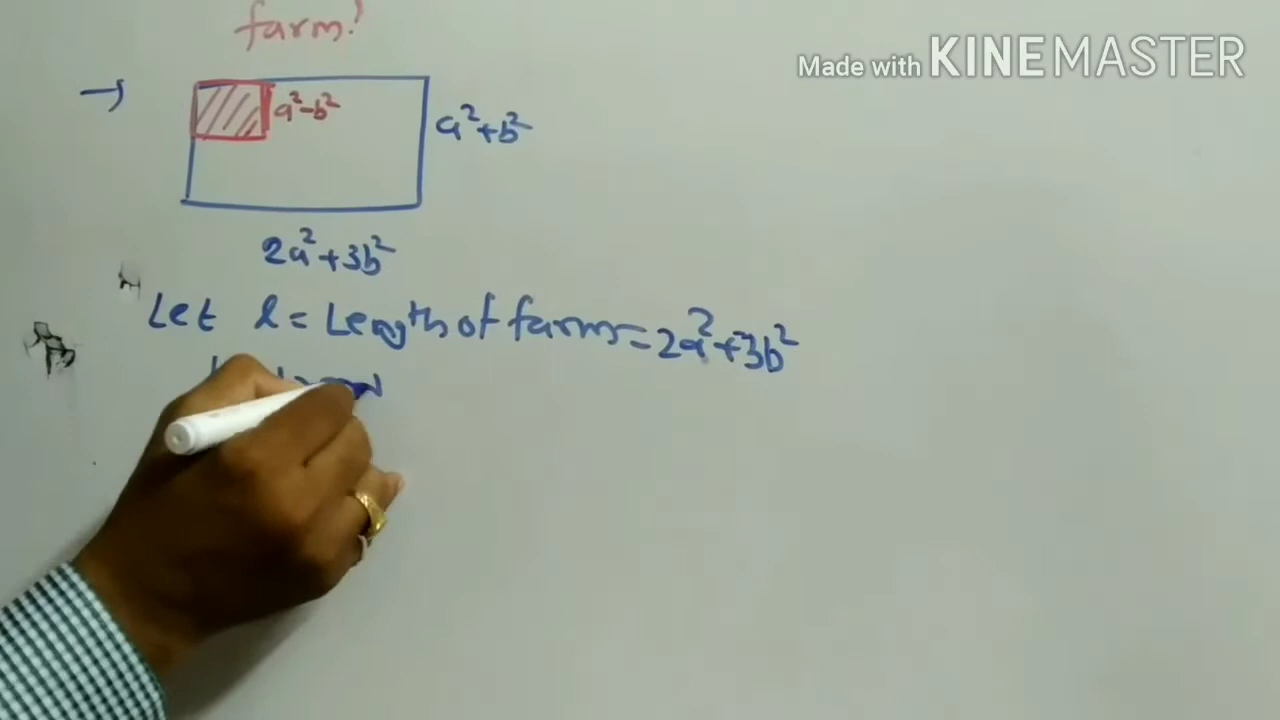 farm?
Made with KINEMASTER
a²-b²
a²+b²
2a²+3b²
Let l = Length of farm = 2a²+3b²